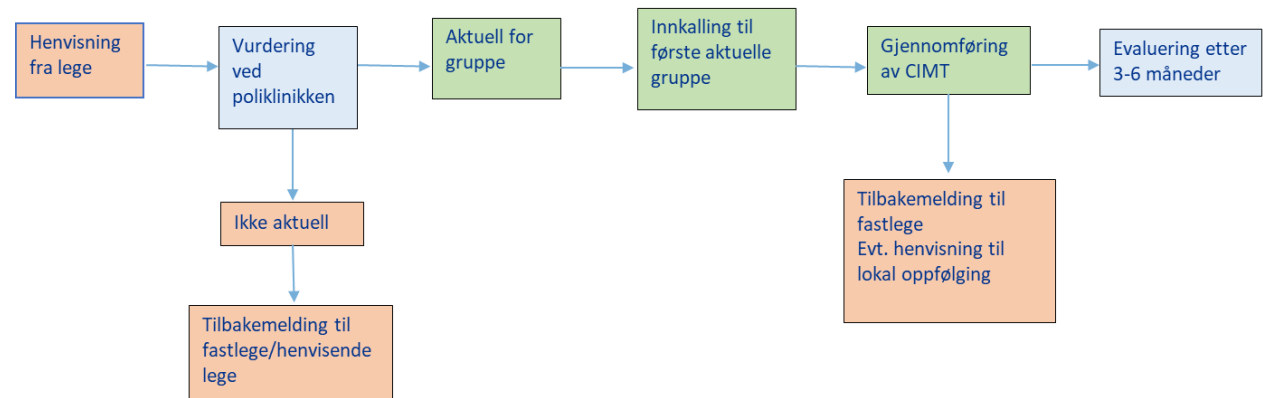 Henvisning
fra lege
Vurdering
ved
poliklinikken
Aktuell for
gruppe
Innkalling til
første aktuelle
gruppe
Gjennomføring
av CIMT
Evaluering etter
3-6 måneder
Ikke aktuell
Tilbakemelding til
fastlege/henvisende
lege
Tilbakemelding til
fastlege
Evt. henvisning til
lokal oppfølging